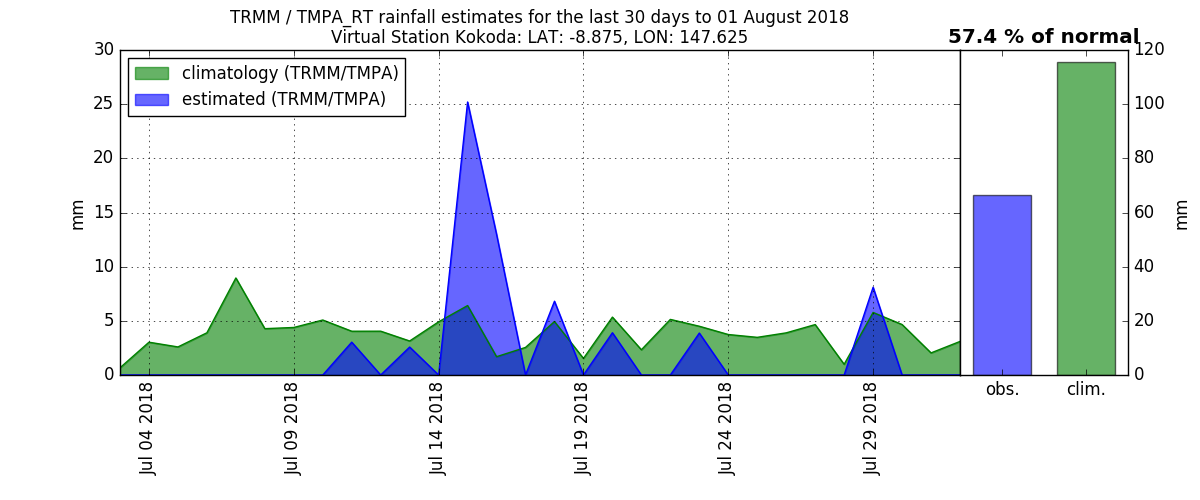 TRMM / TMPA_RT rainfall estimates for the last 30 days to 01 August 2018
Virtual Station Kokoda: LAT: -8.875, LON: 147.625
57.4 % of normal
climatology (TRMM/TMPA)
estimated (TRMM/TMPA)
30
25
20
15
10
5
0
mm
Jul 04 2018
Jul 09 2018
Jul 14 2018
Jul 19 2018
Jul 24 2018
Jul 29 2018
120
100
80
60
40
20
0
mm
obs.
clim.